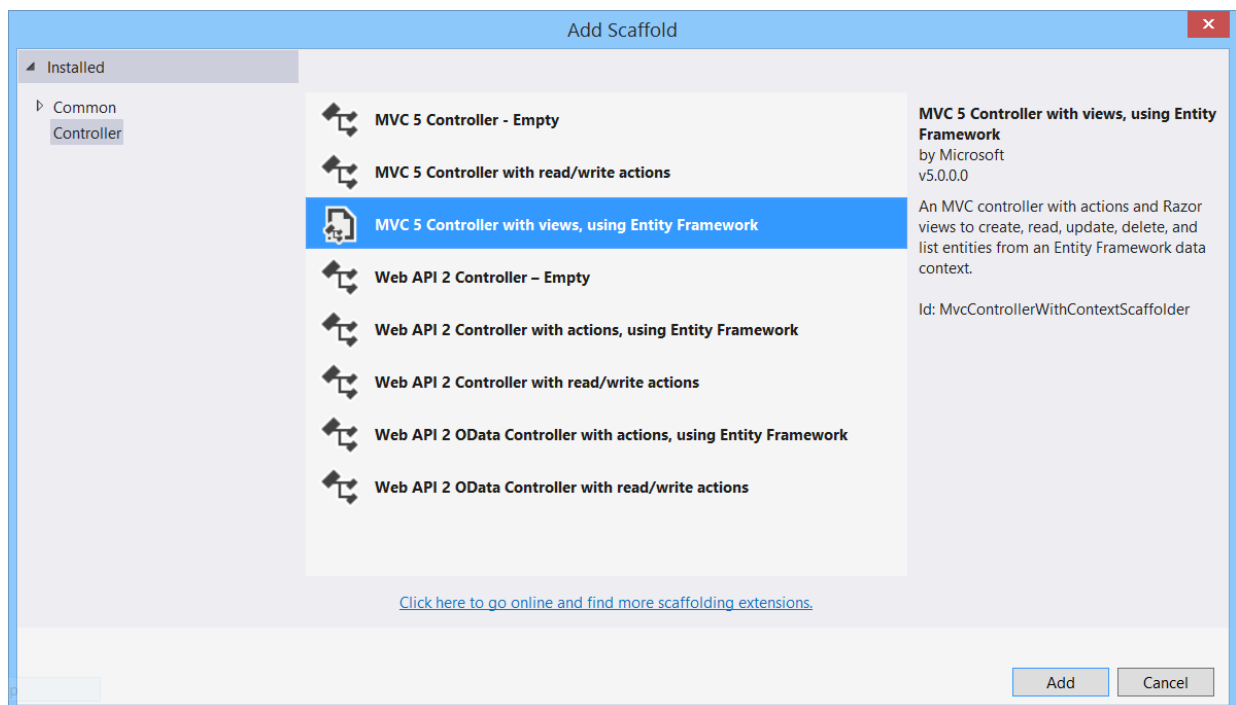 Add Scaffold
Installed
Common
Controller
MVC 5 Controller - Empty
MVC 5 Controller with read/write actions
MVC 5 Controller with views, using Entity Framework
Web API 2 Controller – Empty
Web API 2 Controller with actions, using Entity Framework
Web API 2 Controller with read/write actions
Web API 2 OData Controller with actions, using Entity Framework
Web API 2 OData Controller with read/write actions
Click here to go online and find more scaffolding extensions.
MVC 5 Controller with views, using Entity
Framework
by Microsoft
v5.0.0.0
An MVC controller with actions and Razor
views to create, read, update, delete, and
list entities from an Entity Framework data
context.
Id: MvcControllerWithContextScaffolder
Add
Cancel